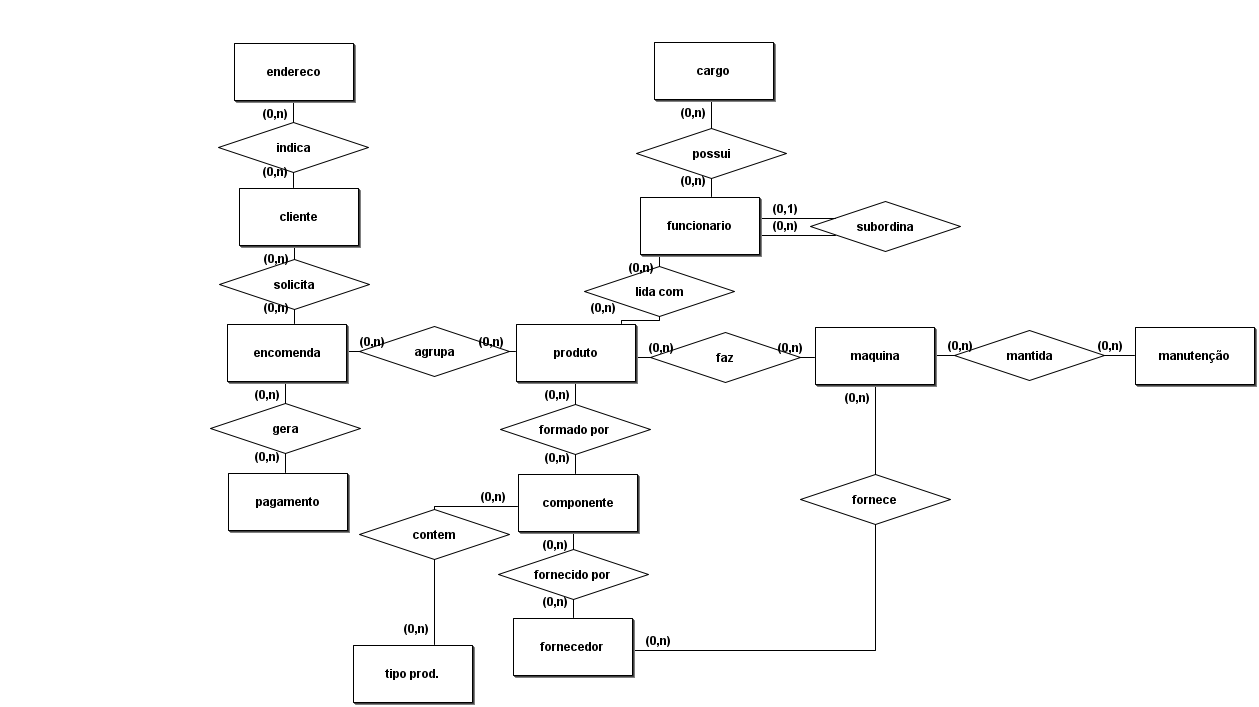 endereco
cargo
(0,n)
(0,n)
indica
possui
(0,n)
(0,n)
cliente
funcionario
(0,1)
(0,n)
subordina
(0,n)
solicita
(0,n)
(0,n)
lida com
(0,n)
encomenda
(0,n)
agrupa
(0,n)
produto
(0,n)
faz
(0,n)
maquina
(0,n)
mantida
(0,n)
manutenção
(0,n)
gera
(0,n)
pagamento
(0,n)
formado por
(0,n)
componente
(0,n)
fornece
(0,n)
contem
(0,n)
(0,n)
fornecido por
(0,n)
fornecedor
(0,n)
tipo prod.